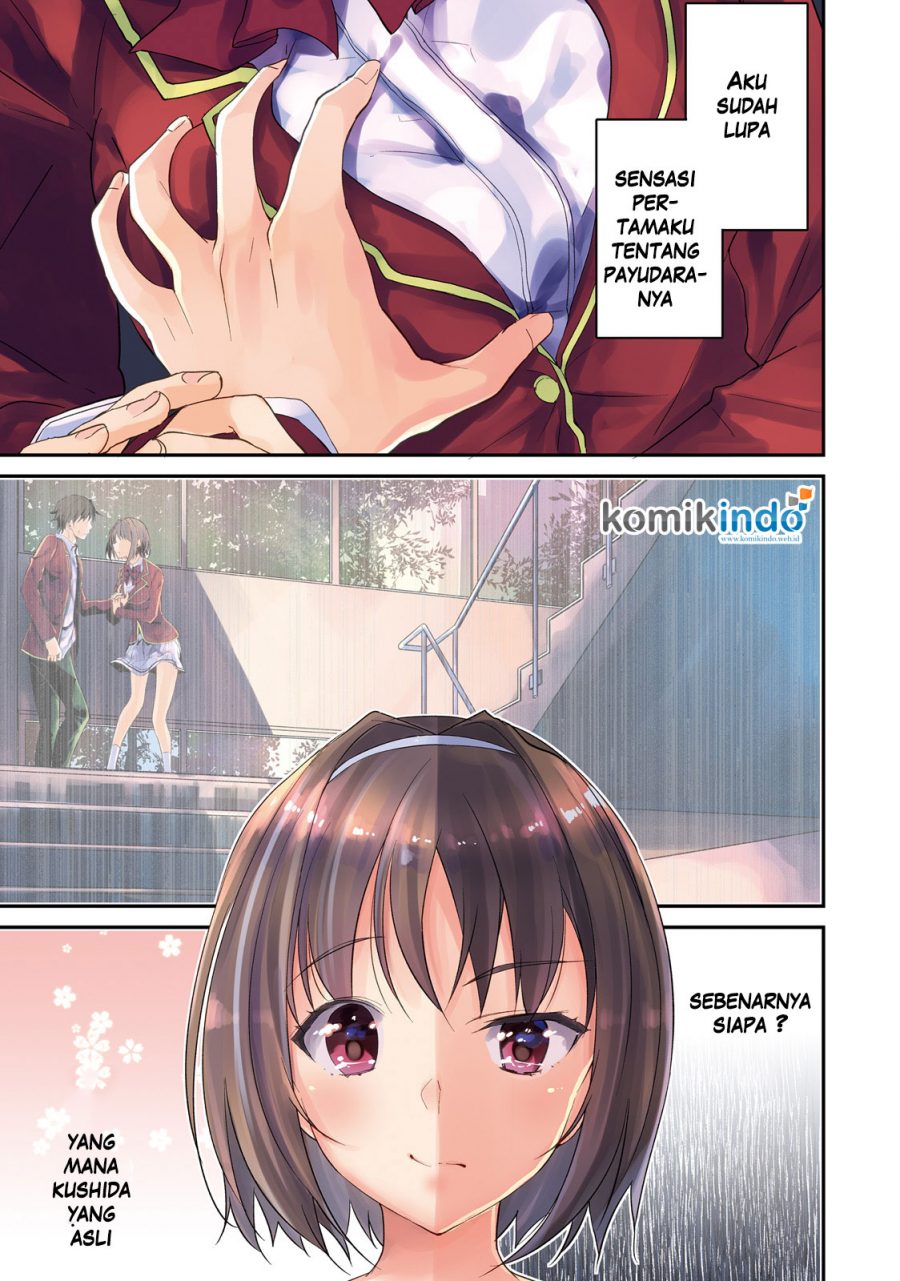 AKU
SUDAH
LUPA
SENSASI
PER-
TAMAKU
TENTANG
PAYUDARA-
NYA
komikindo
www.komikindo.web.id
SEBENARNYA
SIAPA ?
YANG
MANA
KUSHIDA
YANG
ASLI